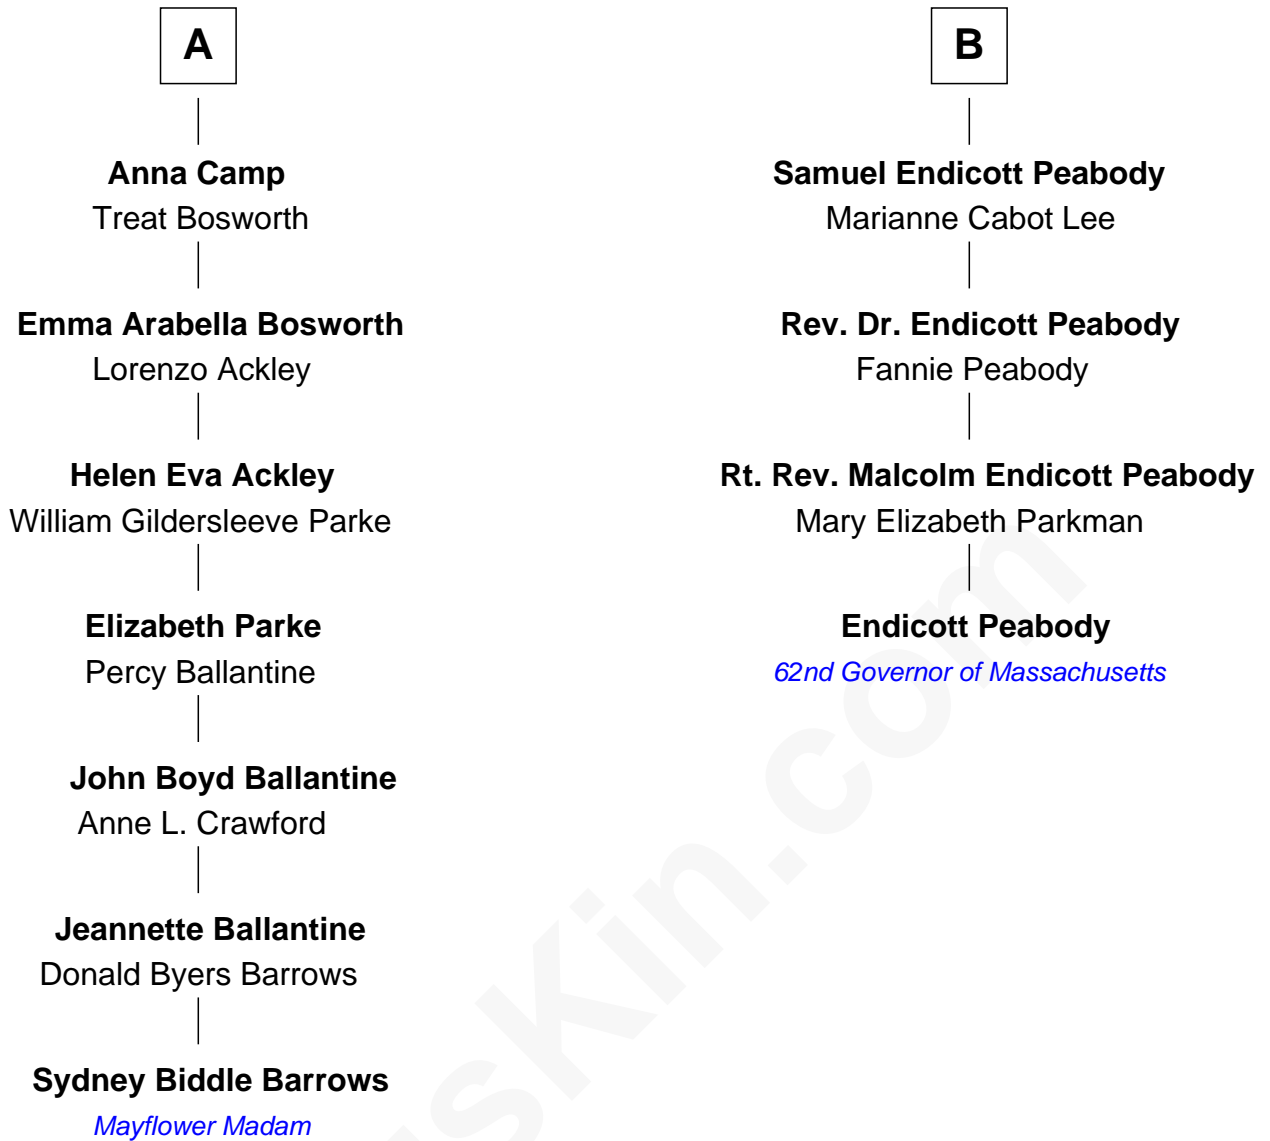 A
Anna Camp
Treat Bosworth
Emma Arabella Bosworth
Lorenzo Ackley
Helen Eva Ackley
William Gildersleeve Parke
Elizabeth Parke
Percy Ballantine
John Boyd Ballantine
Anne L. Crawford
Jeannette Ballantine
Donald Byers Barrows
Sydney Biddle Barrows
Mayflower Madam
B
Samuel Endicott Peabody
Marianne Cabot Lee
Rev. Dr. Endicott Peabody
Fannie Peabody
Rt. Rev. Malcolm Endicott Peabody
Mary Elizabeth Parkman
Endicott Peabody
62nd Governor of Massachusetts